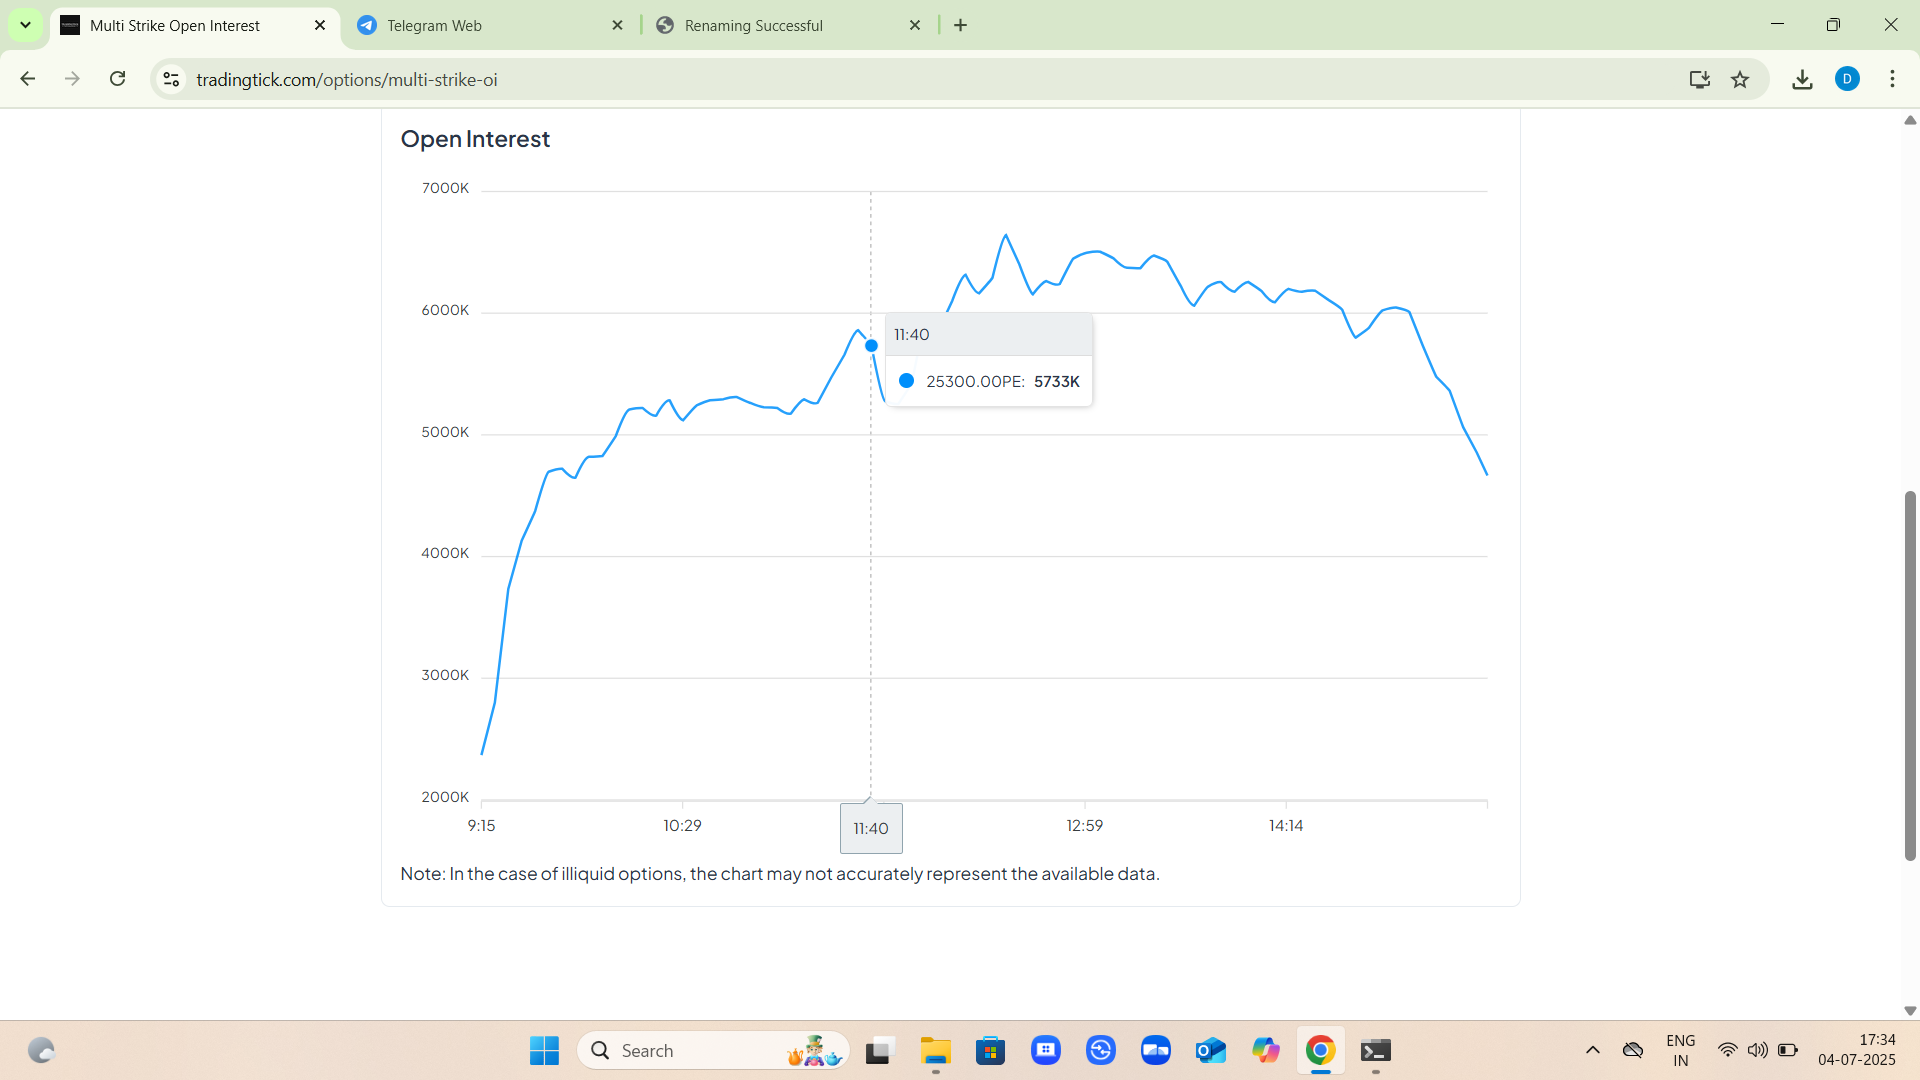 Multi Strike Open Interest
Telegram Web
Renaming Successful
tradingtick.com/options/multi-strike-oi
D
Open Interest
7000K
6000K
5000K
4000K
3000K
2000K
11:40
25300.00PE: 5733K
9:15
10:29
11:40
12:59
14:14
Note: In the case of illiquid options, the chart may not accurately represent the available data.
Search
ENG
IN
17:34
04-07-2025